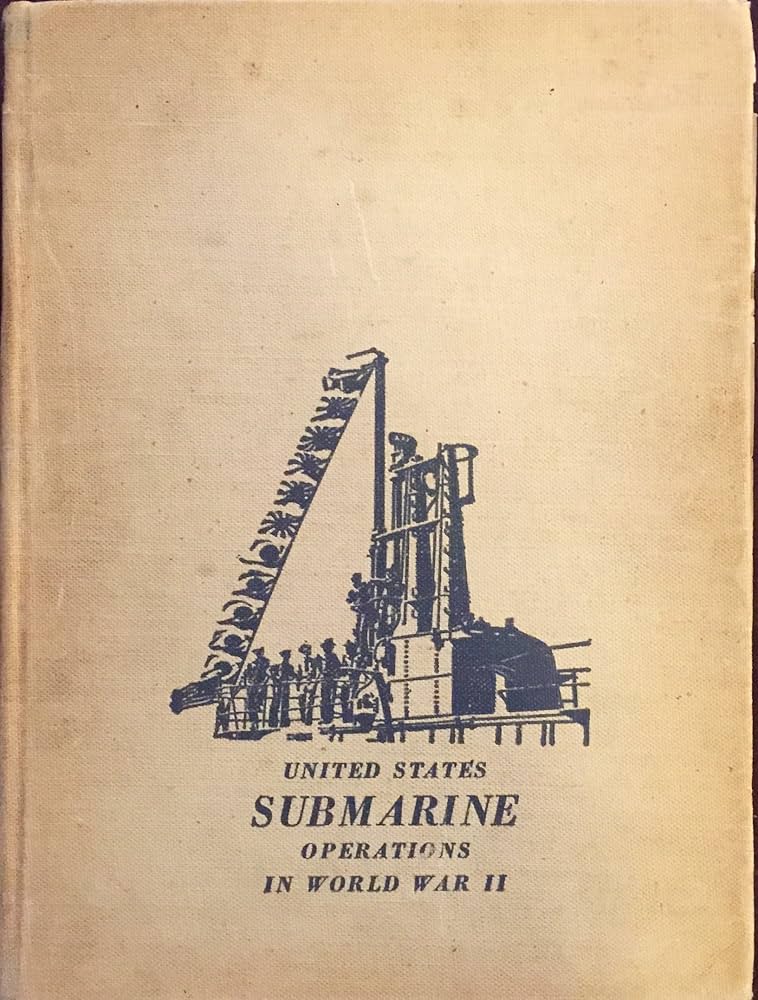 UNITED STATES
SUBMARINE
OPERATIONS
IN WORLD WAR II